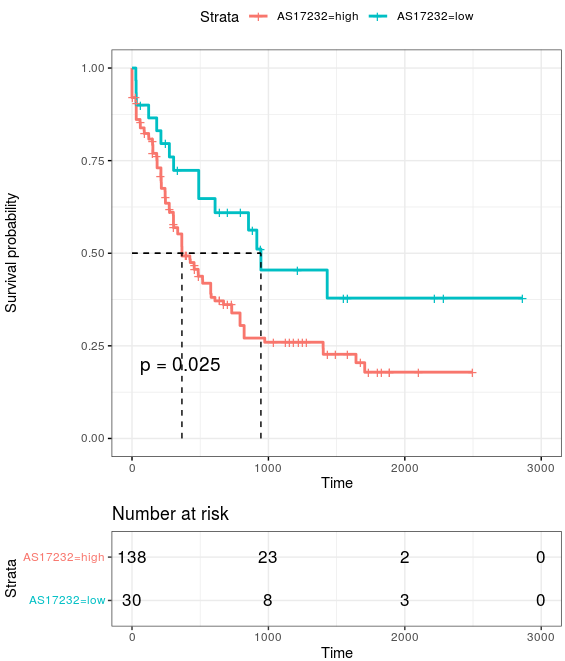 Strata AS17232=high AS17232=low
1.00
0.75
0.50
0.25
0.00
Survival probability
p = 0.025
0 1000 2000 3000
Time
Number at risk
Strata
AS17232=high 138 23 2 0
AS17232=low 30 8 3 0
0 1000 2000 3000
Time